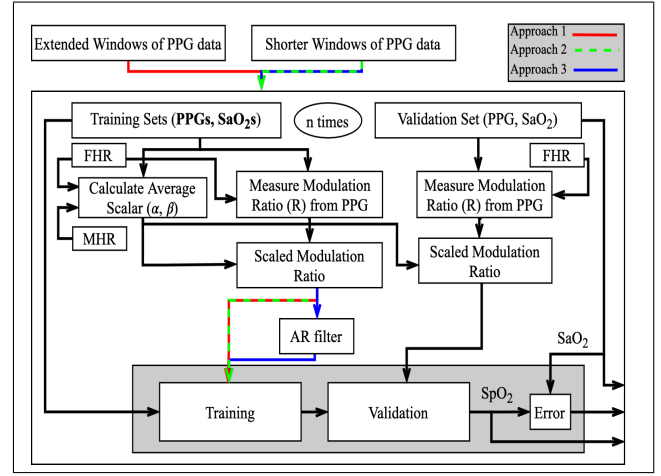 Extended Windows of PPG data
Shorter Windows of PPG data
Approach 1
Approach 2
Approach 3
Training Sets (PPGs, SaO₂s)
n times
Validation Set (PPG, SaO₂)
FHR
FHR
Calculate Average
Scalar (α, β)
Measure Modulation
Ratio (R) from PPG
Measure Modulation
Ratio (R) from PPG
MHR
Scaled Modulation
Ratio
Scaled Modulation
Ratio
AR filter
SaO₂
SpO₂
Training
Validation
Error